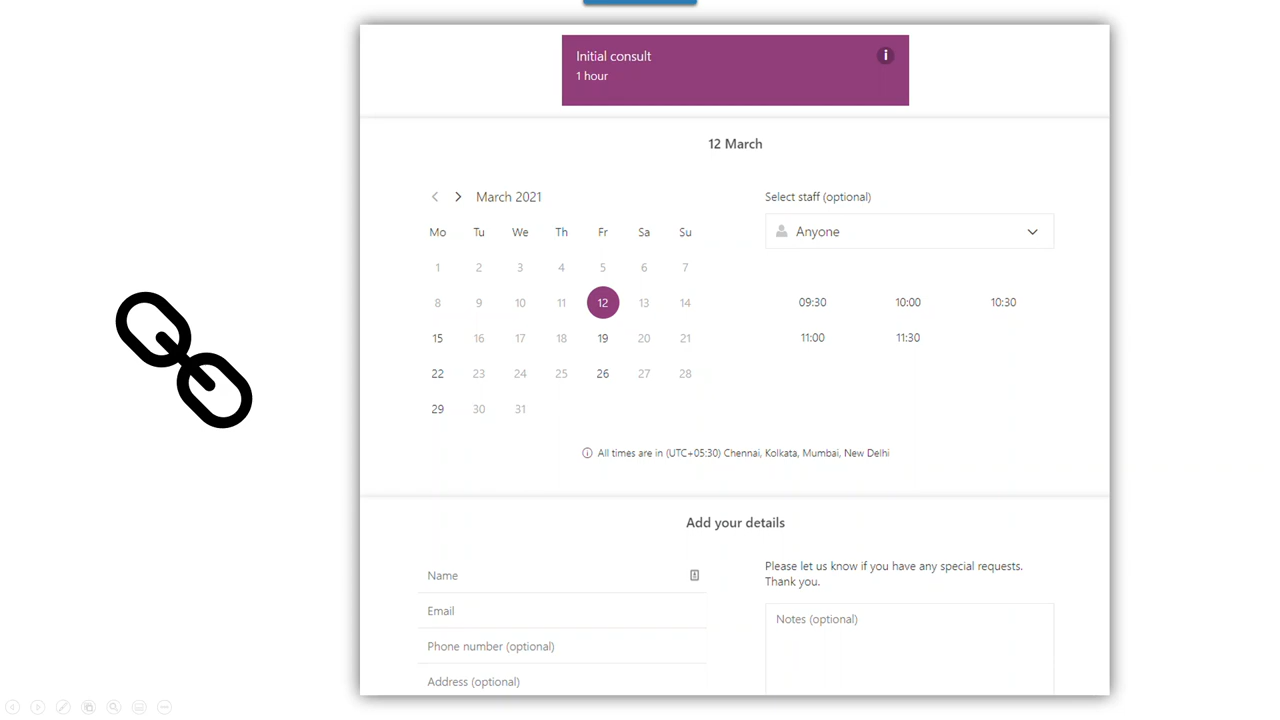 Initial consult
1 hour
i
12 March
March 2021
Mo Tu We Th Fr Sa Su
1 2 3 4 5 6 7
8 9 10 11 12 13 14
15 16 17 18 19 20 21
22 23 24 25 26 27 28
29 30 31
Select staff (optional)
Anyone
09:30 10:00 10:30
11:00 11:30
All times are in (UTC+05:30) Chennai, Kolkata, Mumbai, New Delhi
Add your details
Name
Email
Phone number (optional)
Address (optional)
Please let us know if you have any special requests.
Thank you.
Notes (optional)